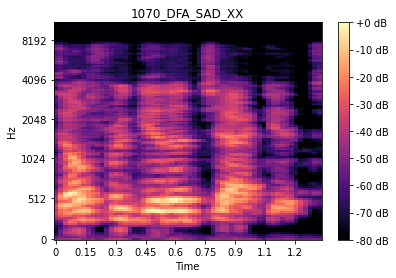 1070_DFA_SAD_XX
+0 dB
8192
-10 dB
4096
-20 dB
-30 dB
2048
Hz
-40 dB
1024
-50 dB
512
-60 dB
-70 dB
0
-80 dB
0 0.15 0.3 0.45 0.6 0.75 0.9 1.1 1.2
Time